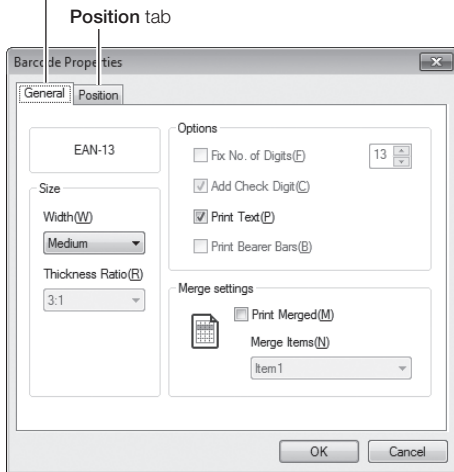 Position tab
Barcode Properties
General Position
EAN-13
Size
Width(W)
Medium
Thickness Ratio(R)
3:1
Options
Fix No. of Digits(F) 13
Add Check Digit(C)
Print Text(P)
Print Bearer Bars(B)
Merge settings
Print Merged(M)
Merge Items(N)
Item1
OK Cancel